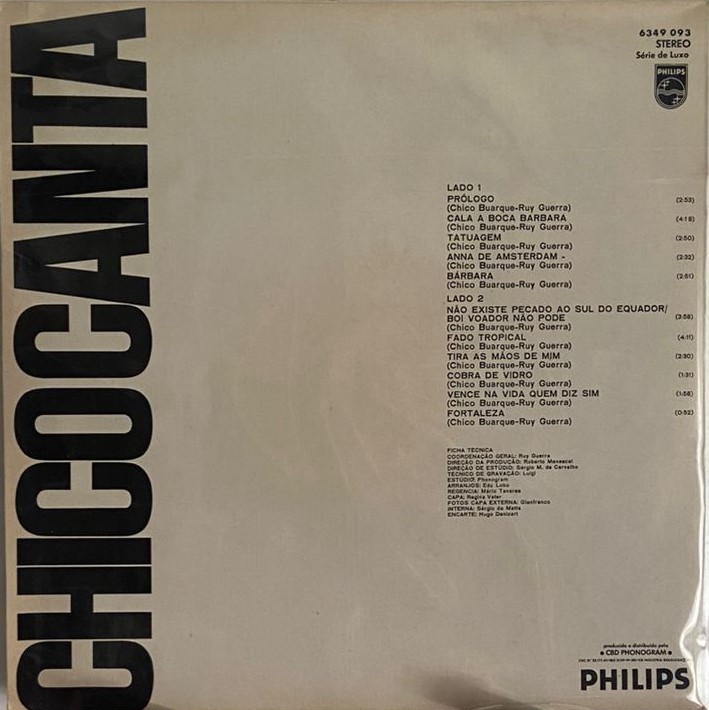 CHICOCANTA
6349 093
STEREO
Série de Luxo
PHILIPS
LADO 1
PRÓLOGO (2:53)
(Chico Buarque-Ruy Guerra)
CALA A BOCA BARBARA (4:18)
(Chico Buarque-Ruy Guerra)
TATUAGEM (2:50)
(Chico Buarque-Ruy Guerra)
ANNA DE AMSTERDAM - (2:32)
(Chico Buarque-Ruy Guerra)
BÁRBARA (2:51)
(Chico Buarque-Ruy Guerra)
LADO 2
NÃO EXISTE PECADO AO SUL DO EQUADOR/
BOI VOADOR NÃO PODE (2:58)
(Chico Buarque-Ruy Guerra)
FADO TROPICAL (4:11)
(Chico Buarque-Ruy Guerra)
TIRA AS MÃOS DE MIM (2:30)
(Chico Buarque-Ruy Guerra)
COBRA DE VIDRO (1:31)
(Chico Buarque-Ruy Guerra)
VENCE NA VIDA QUEM DIZ SIM (1:58)
(Chico Buarque-Ruy Guerra)
FORTALEZA (0:52)
(Chico Buarque-Ruy Guerra)
FICHA TÉCNICA
COORDENAÇÃO GERAL: Ruy Guerra
DIREÇÃO DA PRODUÇÃO: Roberto Menescal
DIREÇÃO DE ESTÚDIO: Sérgio M. de Carvalho
TÉCNICO DE GRAVAÇÃO: Luigi
ESTÚDIO: Phonogram
ARRANJOS: Edu Lobo
REGENCIA: Mário Tavares
CAPA: Regina Vater
FOTOS CAPA EXTERNA: Gianfranco
INTERNA: Sérgio de Matta
ENCARTE: Hugo Denizart
produzido e distribuído pela
• CBD PHONOGRAM •
PHILIPS